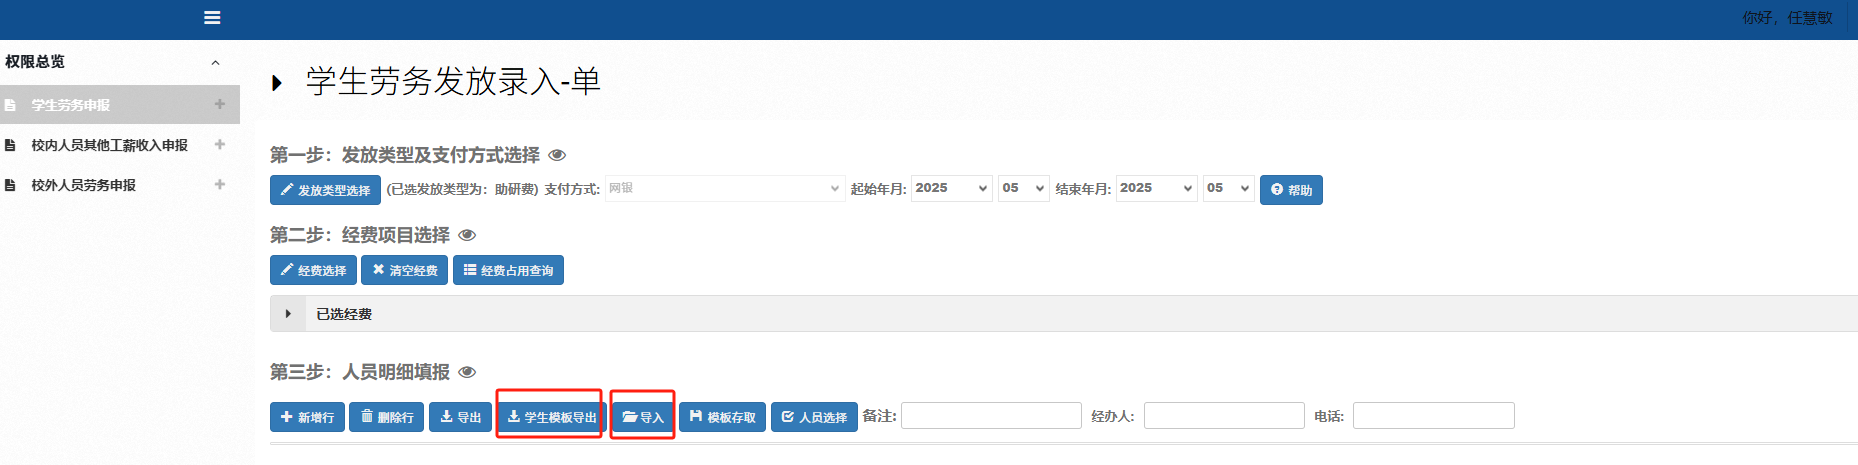 你好，任慧敏
权限总览
学生劳务申报
校内人员其他工薪收入申报
校外人员劳务申报
学生劳务发放录入-单
第一步：发放类型及支付方式选择
发放类型选择 (已选发放类型为：助研费) 支付方式: 网银 起始年月: 2025 05 结束年月: 2025 05 帮助
第二步：经费项目选择
经费选择 清空经费 经费占用查询
已选经费
第三步：人员明细填报
新增行 删除行 导出 学生模板导出 导入 模板存取 人员选择 备注: 经办人: 电话: